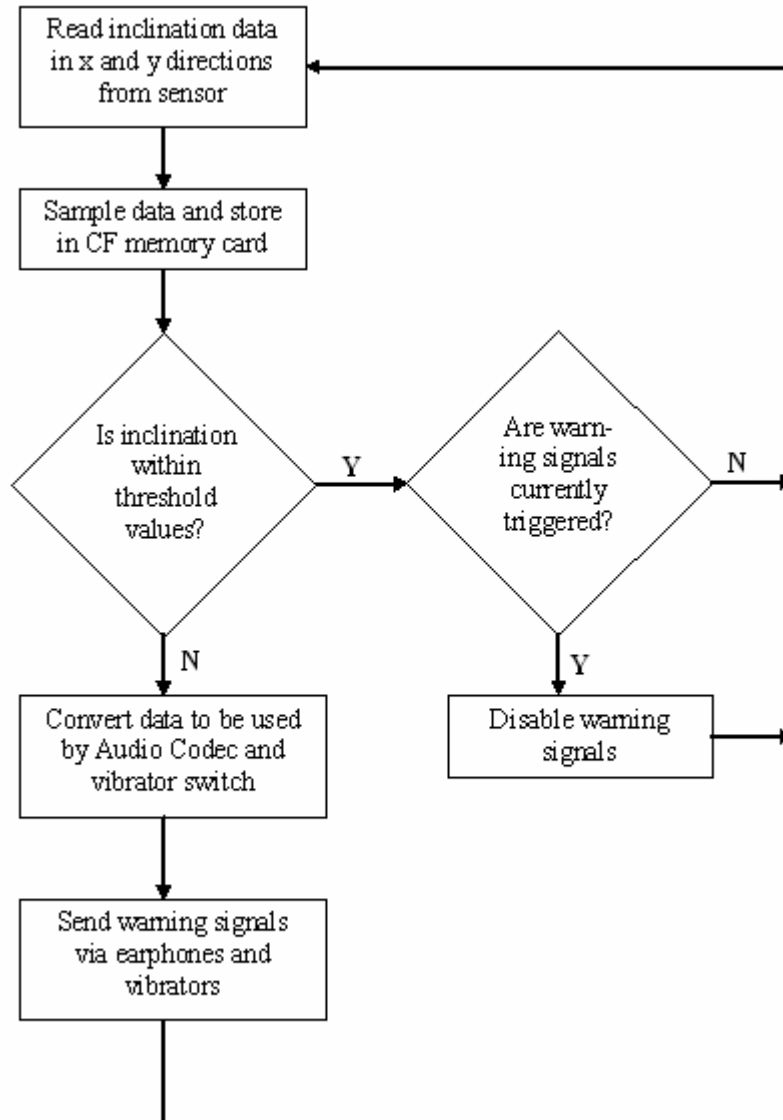 Read inclination data
in x and y directions
from sensor
Sample data and store
in CF memory card
Is inclination
within
threshold
values?
Y
Are warn-
ing signals
currently
triggered?
N
N
Y
Convert data to be used
by Audio Codec and
vibrator switch
Disable warning
signals
Send warning signals
via earphones and
vibrators